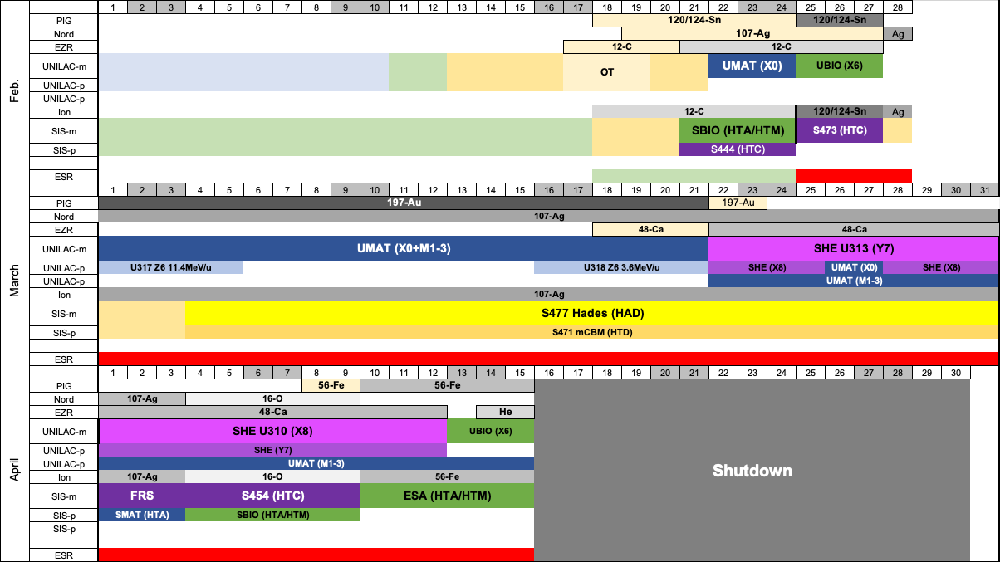 Feb.
1 2 3 4 5 6 7 8 9 10 11 12 13 14 15 16 17 18 19 20 21 22 23 24 25 26 27 28
PIG 120/124-Sn 120/124-Sn
Nord 107-Ag Ag
EZR 12-C 12-C
UNILAC-m OT UMAT (X0) UBIO (X6)
UNILAC-p
UNILAC-p
Ion 12-C 120/124-Sn Ag
SIS-m SBIO (HTA/HTM) S473 (HTC)
SIS-p S444 (HTC)
ESR
March
1 2 3 4 5 6 7 8 9 10 11 12 13 14 15 16 17 18 19 20 21 22 23 24 25 26 27 28 29 30 31
PIG 197-Au 197-Au
Nord 107-Ag
EZR 48-Ca 48-Ca
UNILAC-m UMAT (X0+M1-3) SHE U313 (Y7)
UNILAC-p U317 Z6 11.4MeV/u U318 Z6 3.6MeV/u SHE (X8) UMAT (X0) SHE (X8)
UNILAC-p UMAT (M1-3)
Ion 107-Ag
SIS-m S477 Hades (HAD)
SIS-p S471 mCBM (HTD)
ESR
April
1 2 3 4 5 6 7 8 9 10 11 12 13 14 15 16 17 18 19 20 21 22 23 24 25 26 27 28 29 30
PIG 56-Fe 56-Fe
Nord 107-Ag 16-O
EZR 48-Ca He
UNILAC-m SHE U310 (X8) UBIO (X6)
UNILAC-p SHE (Y7)
UNILAC-p UMAT (M1-3)
Ion 107-Ag 16-O 56-Fe
Shutdown
SIS-m FRS S454 (HTC) ESA (HTA/HTM)
SIS-p SMAT (HTA) SBIO (HTA/HTM)
SIS-p
ESR